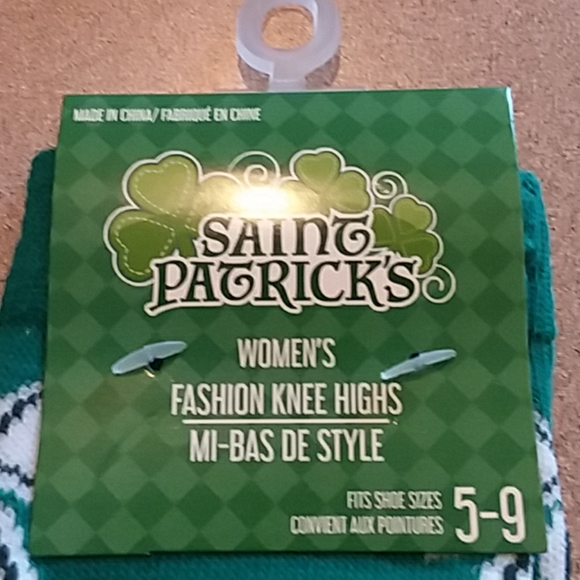 MADE IN CHINA/ FABRIQUÉ EN CHINE
SAINT
PATRICK'S
WOMEN'S
FASHION KNEE HIGHS
MI-BAS DE STYLE
FITS SHOE SIZES
CONVIENT AUX POINTURES
5-9